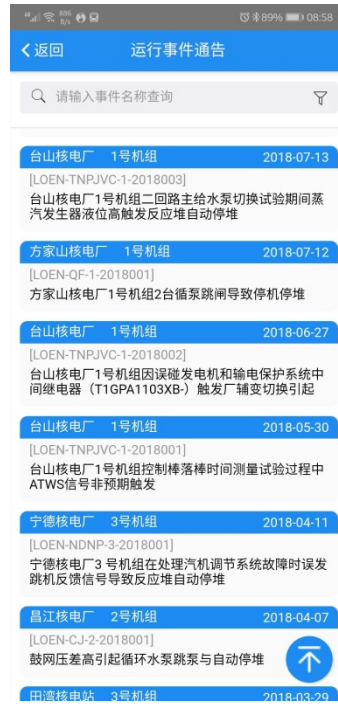 886 B/s 89% 08:58
返回 运行事件通告
请输入事件名称查询
台山核电厂 1号机组 2018-07-13
[LOEN-TNPJVC-1-2018003]
台山核电厂1号机组二回路主给水泵切换试验期间蒸
汽发生器液位高触发反应堆自动停堆
方家山核电厂 1号机组 2018-07-12
[LOEN-QF-1-2018001]
方家山核电厂1号机组2台循泵跳闸导致停机停堆
台山核电厂 1号机组 2018-06-27
[LOEN-TNPJVC-1-2018002]
台山核电厂1号机组因误碰发电机和输电保护系统中
间继电器（T1GPA1103XB-）触发厂辅变切换引起
台山核电厂 1号机组 2018-05-30
[LOEN-TNPJVC-1-2018001]
台山核电厂1号机组控制棒落棒时间测量试验过程中
ATWS信号非预期触发
宁德核电厂 3号机组 2018-04-11
[LOEN-NDNP-3-2018001]
宁德核电厂3 号机组在处理汽机调节系统故障时误发
跳机反馈信号导致反应堆自动停堆
昌江核电厂 2号机组 2018-04-07
[LOEN-CJ-2-2018001]
鼓网压差高引起循环水泵跳泵与自动停堆
田湾核电站 3号机组 2018-03-29